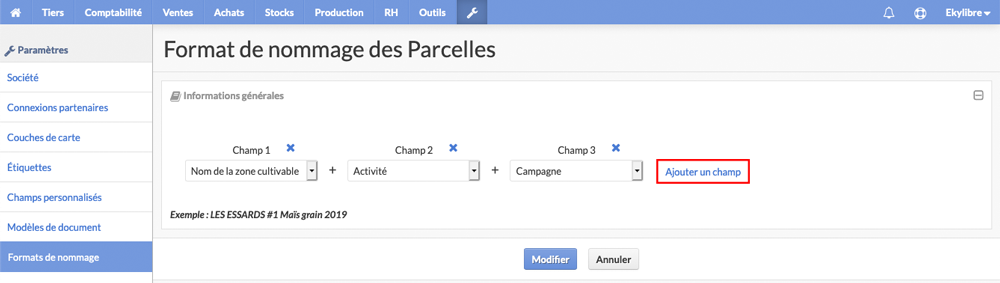 Tiers Comptabilité Ventes Achats Stocks Production RH Outils Ekylibre
Paramètres
Société
Connexions partenaires
Couches de carte
Étiquettes
Champs personnalisés
Modèles de document
Formats de nommage
Format de nommage des Parcelles
Informations générales
Champ 1 Champ 2 Champ 3
Nom de la zone cultivable + Activité + Campagne Ajouter un champ
Exemple : LES ESSARDS #1 Maïs grain 2019
Modifier Annuler